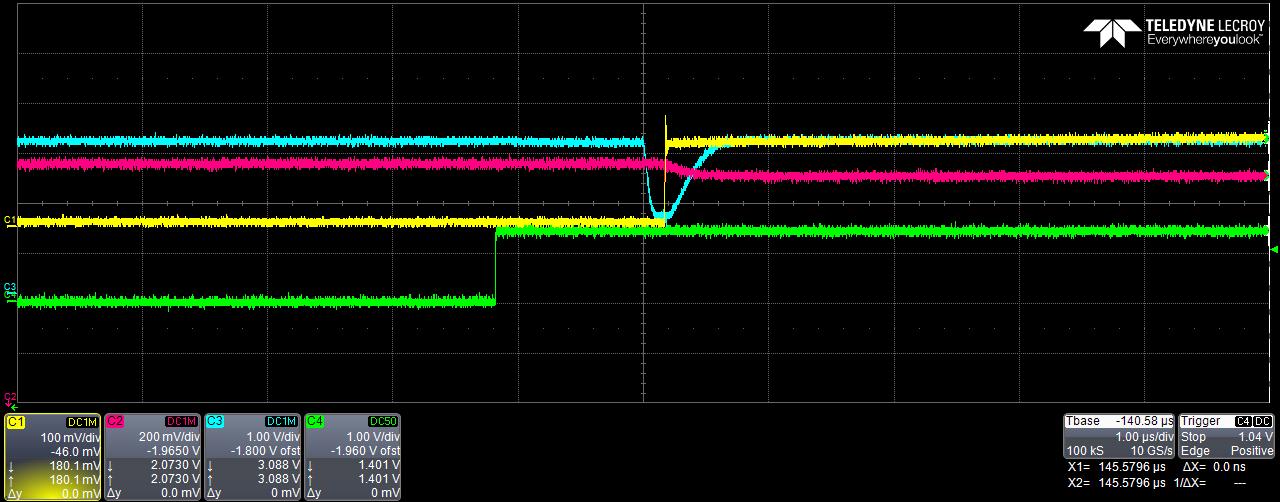 TELEDYNE LECROY
Everywhereyoulook™
C1
C3
C2
C1 DC1M
100 mV/div
-46.0 mV
↓ 180.1 mV
↑ 180.1 mV
Δy 0.0 mV
C2 DC1M
200 mV/div
-1.9650 V
↓ 2.0730 V
↑ 2.0730 V
Δy 0.0 mV
C3 DC1M
1.00 V/div
-1.800 V ofst
↓ 3.088 V
↑ 3.088 V
Δy 0 mV
C4 DC50
1.00 V/div
-1.960 V ofst
↓ 1.401 V
↑ 1.401 V
Δy 0 mV
Tbase -140.58 µs
1.00 µs/div
100 kS 10 GS/s
Trigger C4 DC
Stop 1.04 V
Edge Positive
X1= 145.5796 µs ΔX= 0.0 ns
X2= 145.5796 µs 1/ΔX= ---